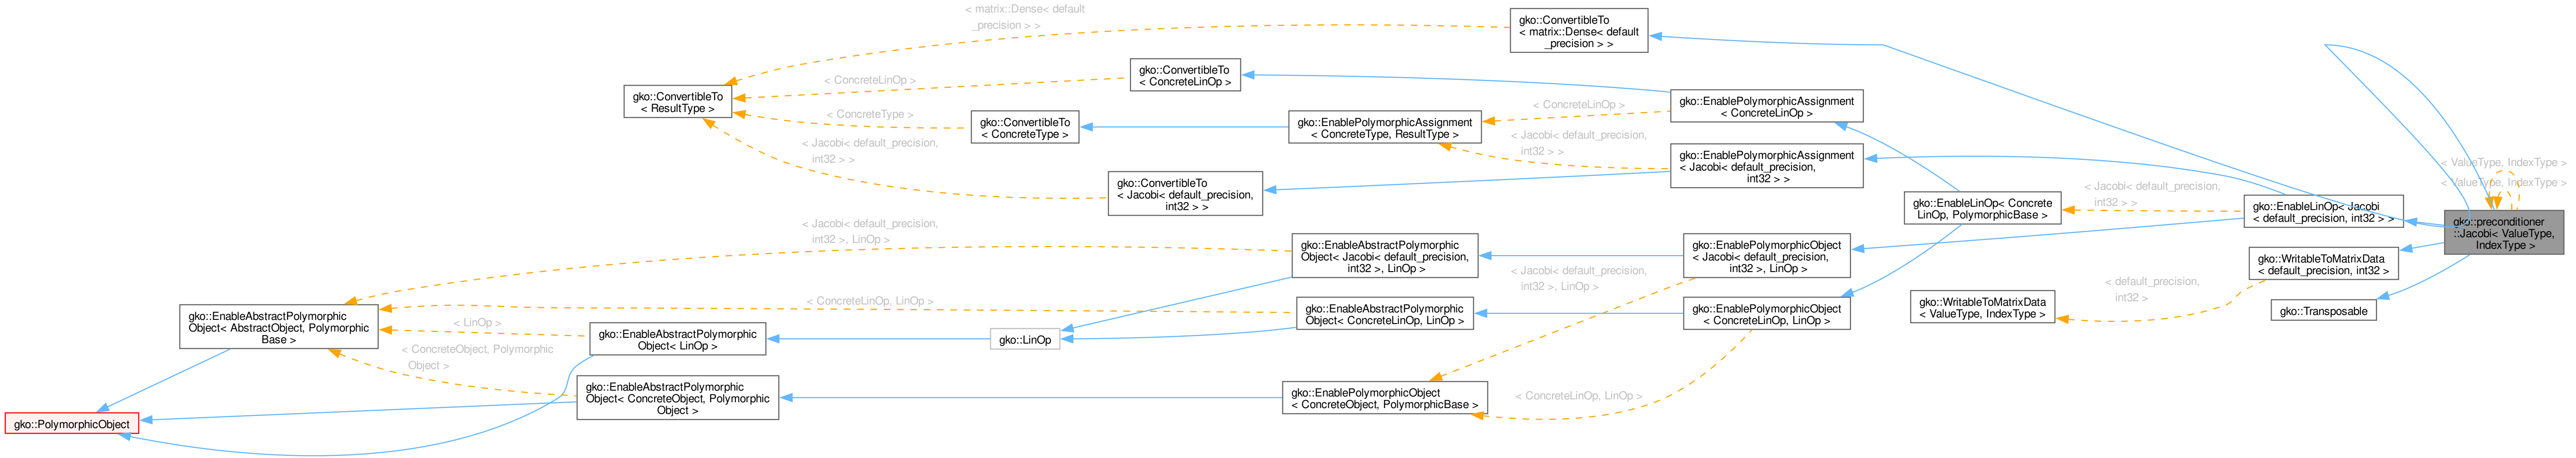 gko::PolymorphicObject
gko::EnableAbstractPolymorphic
Object< AbstractObject, Polymorphic
Base >
gko::EnableAbstractPolymorphic
Object< LinOp >
gko::EnableAbstractPolymorphic
Object< ConcreteObject, Polymorphic
Object >
gko::ConvertibleTo
< ResultType >
< matrix::Dense< default
_precision > >
< ConcreteLinOp >
< ConcreteType >
< Jacobi< default_precision,
int32 > >
< Jacobi< default_precision,
int32 >, LinOp >
< ConcreteLinOp, LinOp >
< LinOp >
< ConcreteObject, Polymorphic
Object >
gko::ConvertibleTo
< matrix::Dense< default
_precision > >
gko::ConvertibleTo
< ConcreteLinOp >
gko::ConvertibleTo
< ConcreteType >
gko::ConvertibleTo
< Jacobi< default_precision,
int32 > >
gko::LinOp
gko::EnablePolymorphicAssignment
< ConcreteType, ResultType >
gko::EnableAbstractPolymorphic
Object< Jacobi< default_precision,
int32 >, LinOp >
gko::EnableAbstractPolymorphic
Object< ConcreteLinOp, LinOp >
gko::EnablePolymorphicObject
< ConcreteObject, PolymorphicBase >
< ConcreteLinOp >
< Jacobi< default_precision,
int32 > >
< Jacobi< default_precision,
int32 >, LinOp >
< ConcreteLinOp, LinOp >
gko::EnablePolymorphicAssignment
< ConcreteLinOp >
gko::EnablePolymorphicAssignment
< Jacobi< default_precision,
int32 > >
gko::EnablePolymorphicObject
< Jacobi< default_precision,
int32 >, LinOp >
gko::EnablePolymorphicObject
< ConcreteLinOp, LinOp >
gko::EnableLinOp< Concrete
LinOp, PolymorphicBase >
gko::WritableToMatrixData
< ValueType, IndexType >
< Jacobi< default_precision,
int32 > >
< default_precision,
int32 >
gko::EnableLinOp< Jacobi
< default_precision, int32 > >
gko::WritableToMatrixData
< default_precision, int32 >
gko::Transposable
< ValueType, IndexType >
< ValueType, IndexType >
gko::preconditioner
::Jacobi< ValueType,
IndexType >